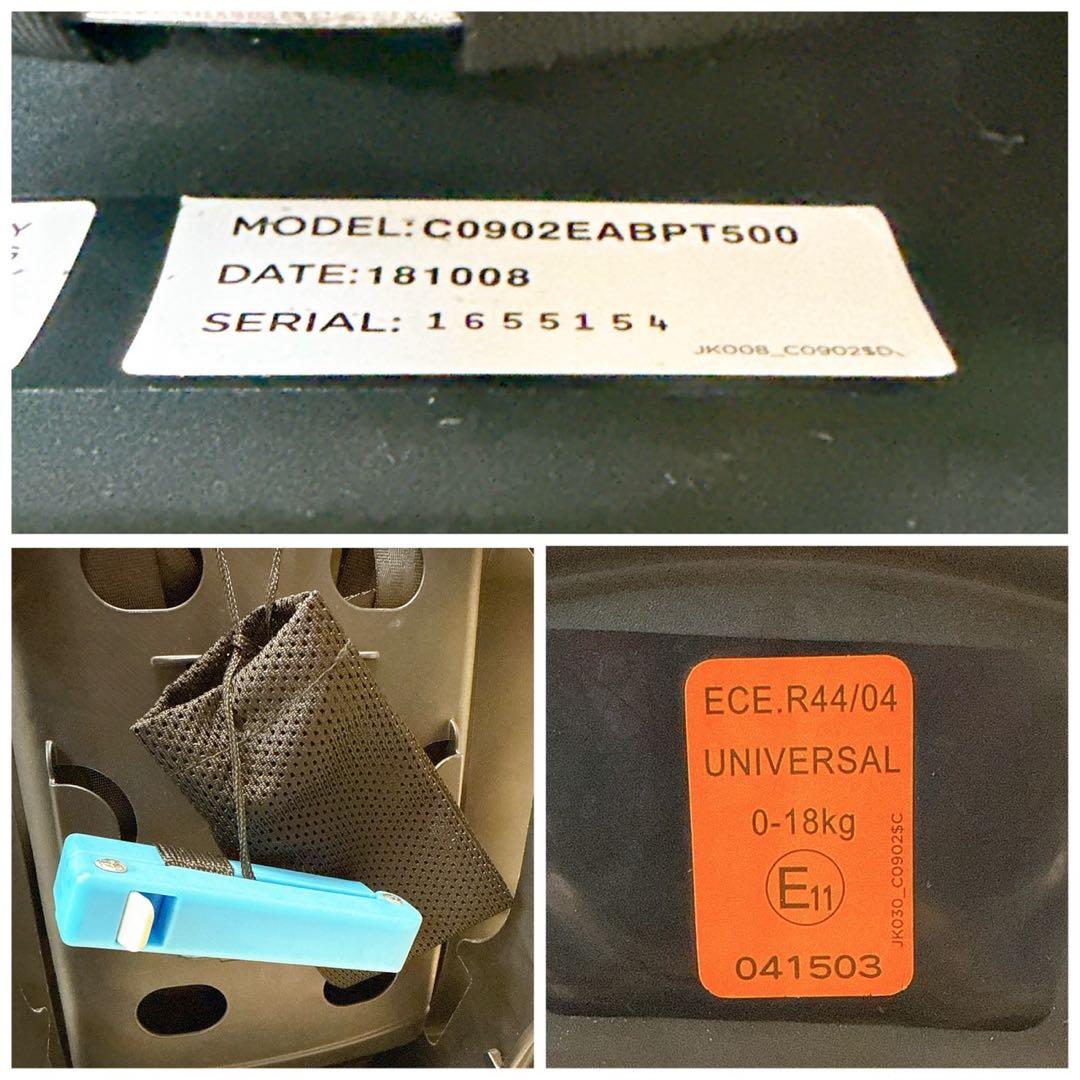 Y
G
MODEL:C0902EABPT500
DATE:181008
SERIAL: 1655154
JK008_C0902$D
ECE.R44/04
UNIVERSAL
0-18kg
E11
041503
JK030_C0902$C